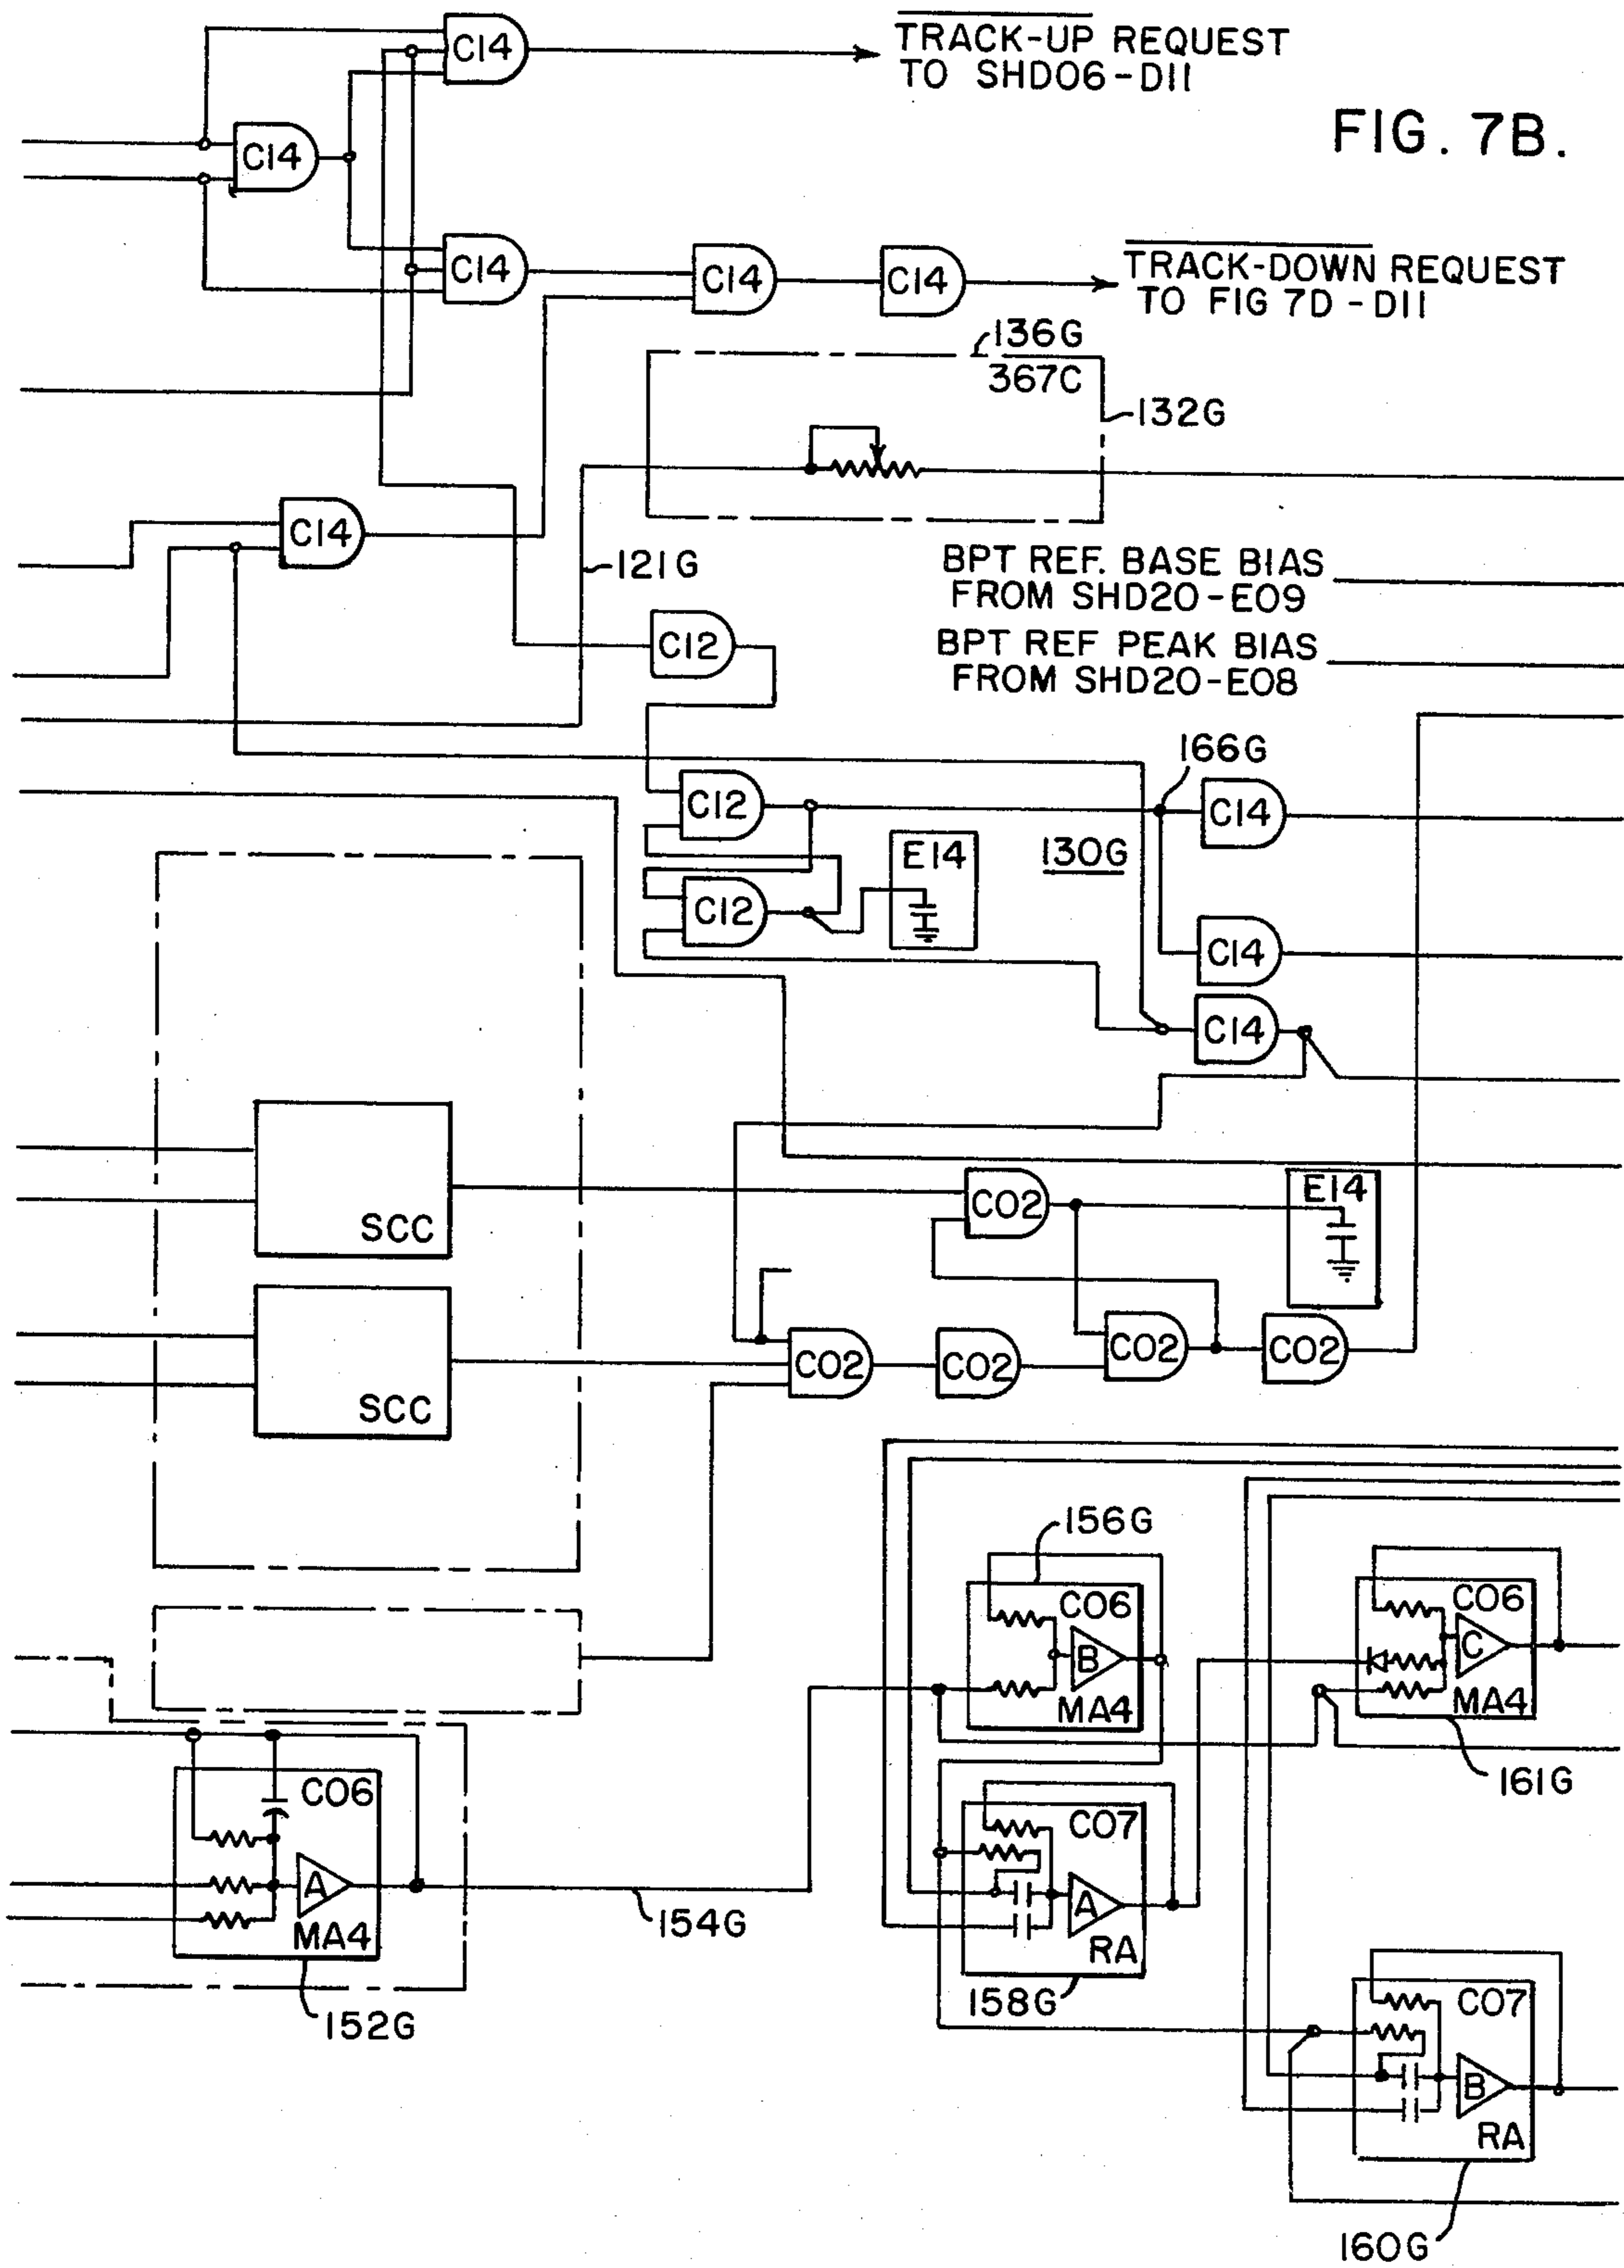 C14
TRACK-UP REQUEST
TO SHD06-D11
FIG. 7B.
C14
C14
C14
C14
TRACK-DOWN REQUEST
TO FIG 7D-D11
136G
367C
132G
C14
121G
BPT REF. BASE BIAS
FROM SHD20-E09
C12
BPT REF PEAK BIAS
FROM SHD20-E08
166G
C12
C14
E14
130G
C12
C14
C14
SCC
C02
E14
SCC
C02
C02
C02
C02
156G
C06
B
MA4
C06
C
MA4
161G
C06
A
MA4
152G
154G
C07
A
RA
158G
C07
B
RA
160G